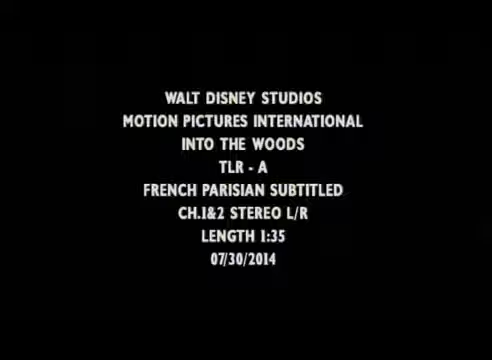 WALT DISNEY STUDIOS
MOTION PICTURES INTERNATIONAL
INTO THE WOODS
TLR - A
FRENCH PARISIAN SUBTITLED
CH.1&2 STEREO L/R
LENGTH 1:35
07/30/2014